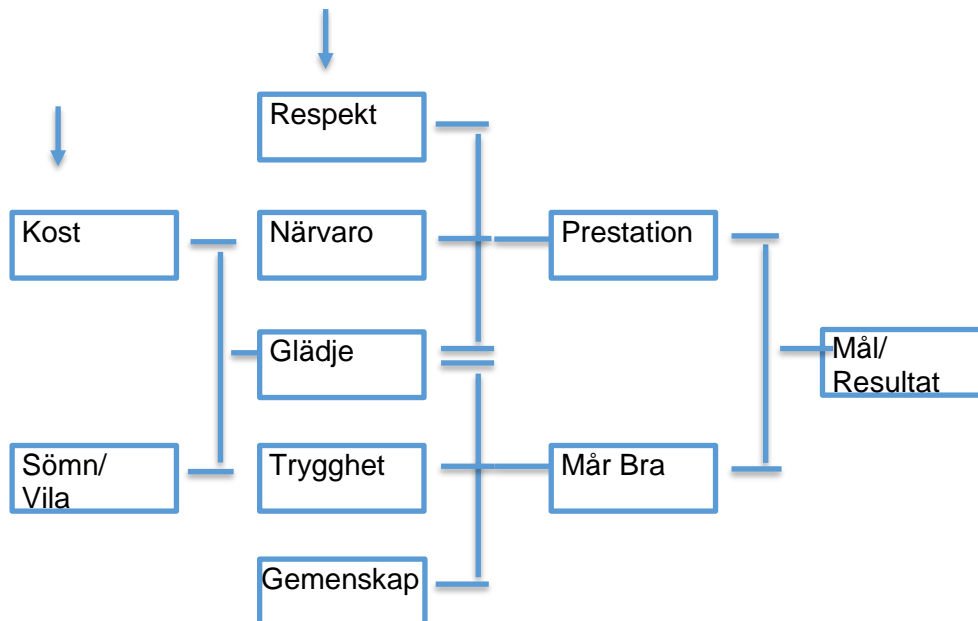 Respekt
Kost
Närvaro
Prestation
Glädje
Mål/
Resultat
Sömn/
Vila
Trygghet
Mår Bra
Gemenskap